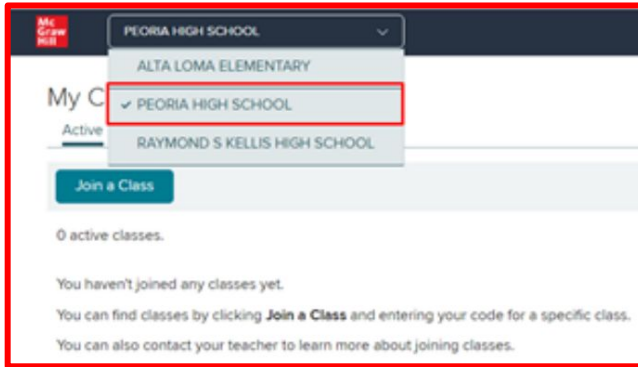 Mc
Graw
Hill
PEORIA HIGH SCHOOL
ALTA LOMA ELEMENTARY
My C
✓ PEORIA HIGH SCHOOL
Active
RAYMOND S KELLIS HIGH SCHOOL
Join a Class
0 active classes.
You haven't joined any classes yet.
You can find classes by clicking Join a Class and entering your code for a specific class.
You can also contact your teacher to learn more about joining classes.